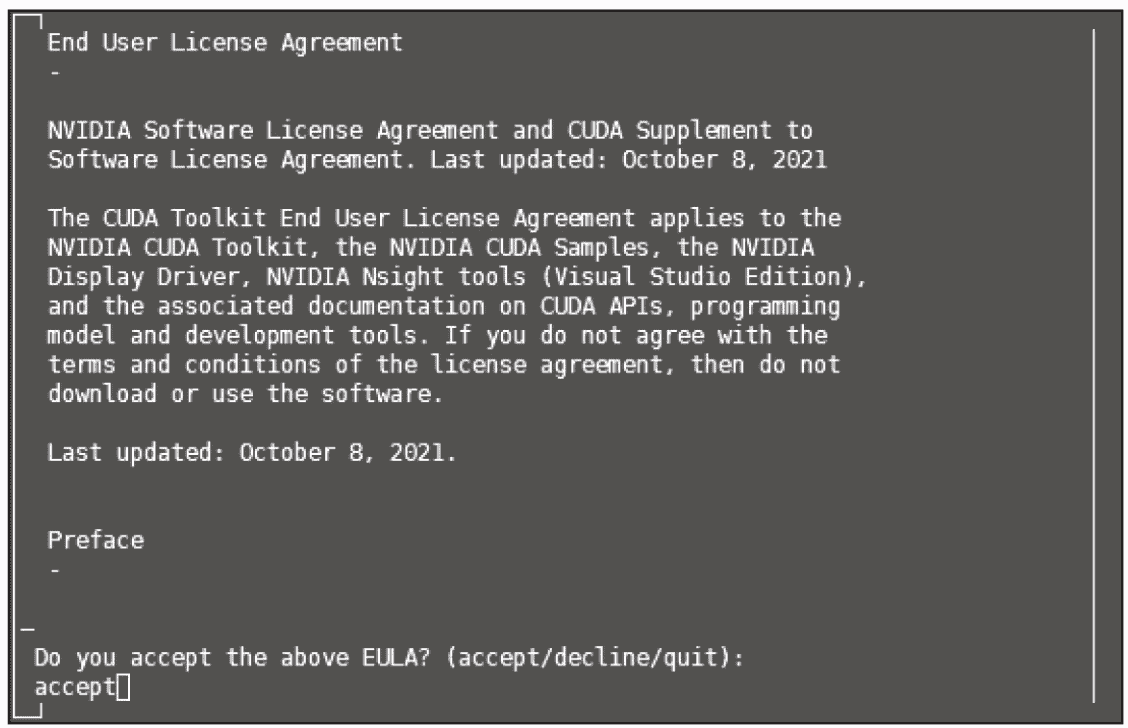 End User License Agreement
-
NVIDIA Software License Agreement and CUDA Supplement to
Software License Agreement. Last updated: October 8, 2021
The CUDA Toolkit End User License Agreement applies to the
NVIDIA CUDA Toolkit, the NVIDIA CUDA Samples, the NVIDIA
Display Driver, NVIDIA Nsight tools (Visual Studio Edition),
and the associated documentation on CUDA APIs, programming
model and development tools. If you do not agree with the
terms and conditions of the license agreement, then do not
download or use the software.
Last updated: October 8, 2021.
Preface
-
Do you accept the above EULA? (accept/decline/quit):
accept